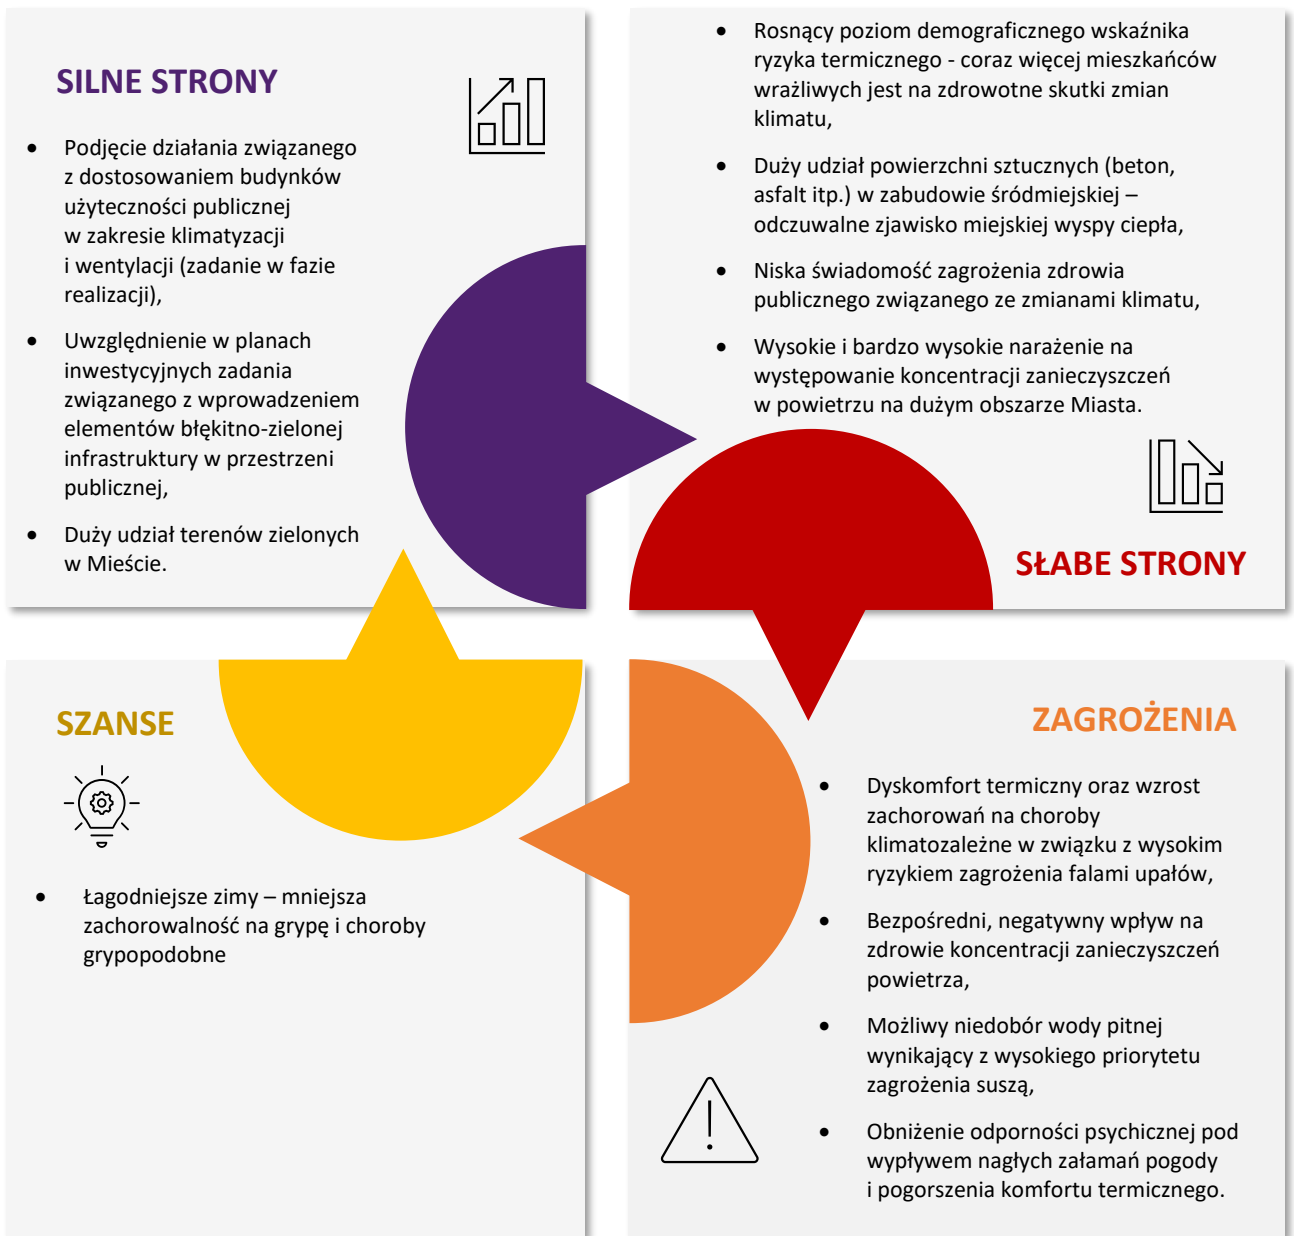 SILNE STRONY
• Podjęcie działania związanego
z dostosowaniem budynków
użyteczności publicznej
w zakresie klimatyzacji
i wentylacji (zadanie w fazie
realizacji),
• Uwzględnienie w planach
inwestycyjnych zadania
związanego z wprowadzeniem
elementów błękitno-zielonej
infrastruktury w przestrzeni
publicznej,
• Duży udział terenów zielonych
w Mieście.
• Rosnący poziom demograficznego wskaźnika
ryzyka termicznego - coraz więcej mieszkańców
wrażliwych jest na zdrowotne skutki zmian
klimatu,
• Duży udział powierzchni sztucznych (beton,
asfalt itp.) w zabudowie śródmiejskiej –
odczuwalne zjawisko miejskiej wyspy ciepła,
• Niska świadomość zagrożenia zdrowia
publicznego związanego ze zmianami klimatu,
• Wysokie i bardzo wysokie narażenie na
występowanie koncentracji zanieczyszczeń
w powietrzu na dużym obszarze Miasta.
SŁABE STRONY
SZANSE
• Łagodniejsze zimy – mniejsza
zachorowalność na grypę i choroby
grypopodobne
ZAGROŻENIA
• Dyskomfort termiczny oraz wzrost
zachorowań na choroby
klimatozależne w związku z wysokim
ryzykiem zagrożenia falami upałów,
• Bezpośredni, negatywny wpływ na
zdrowie koncentracji zanieczyszczeń
powietrza,
• Możliwy niedobór wody pitnej
wynikający z wysokiego priorytetu
zagrożenia suszą,
• Obniżenie odporności psychicznej pod
wypływem nagłych załamań pogody
i pogorszenia komfortu termicznego.